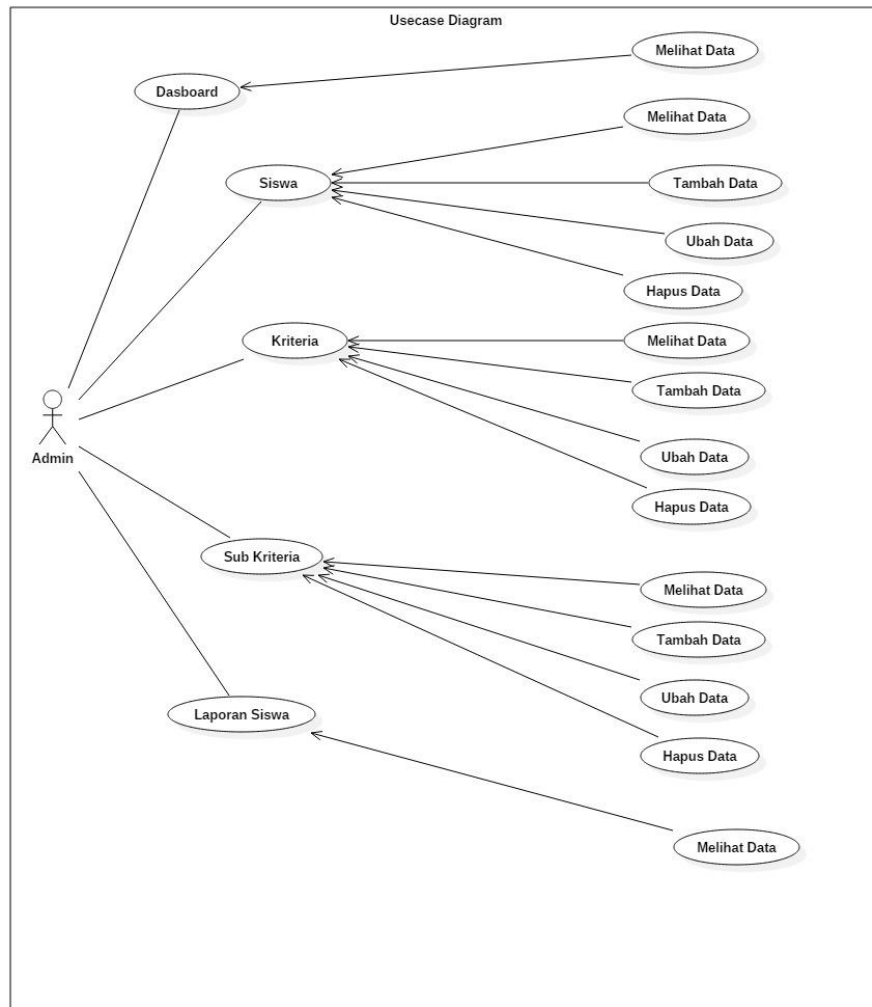 Usecase Diagram
Melihat Data
Dasboard
Melihat Data
Siswa
Tambah Data
Ubah Data
Hapus Data
Kriteria
Melihat Data
Tambah Data
Admin
Ubah Data
Hapus Data
Sub Kriteria
Melihat Data
Tambah Data
Ubah Data
Laporan Siswa
Hapus Data
Melihat Data